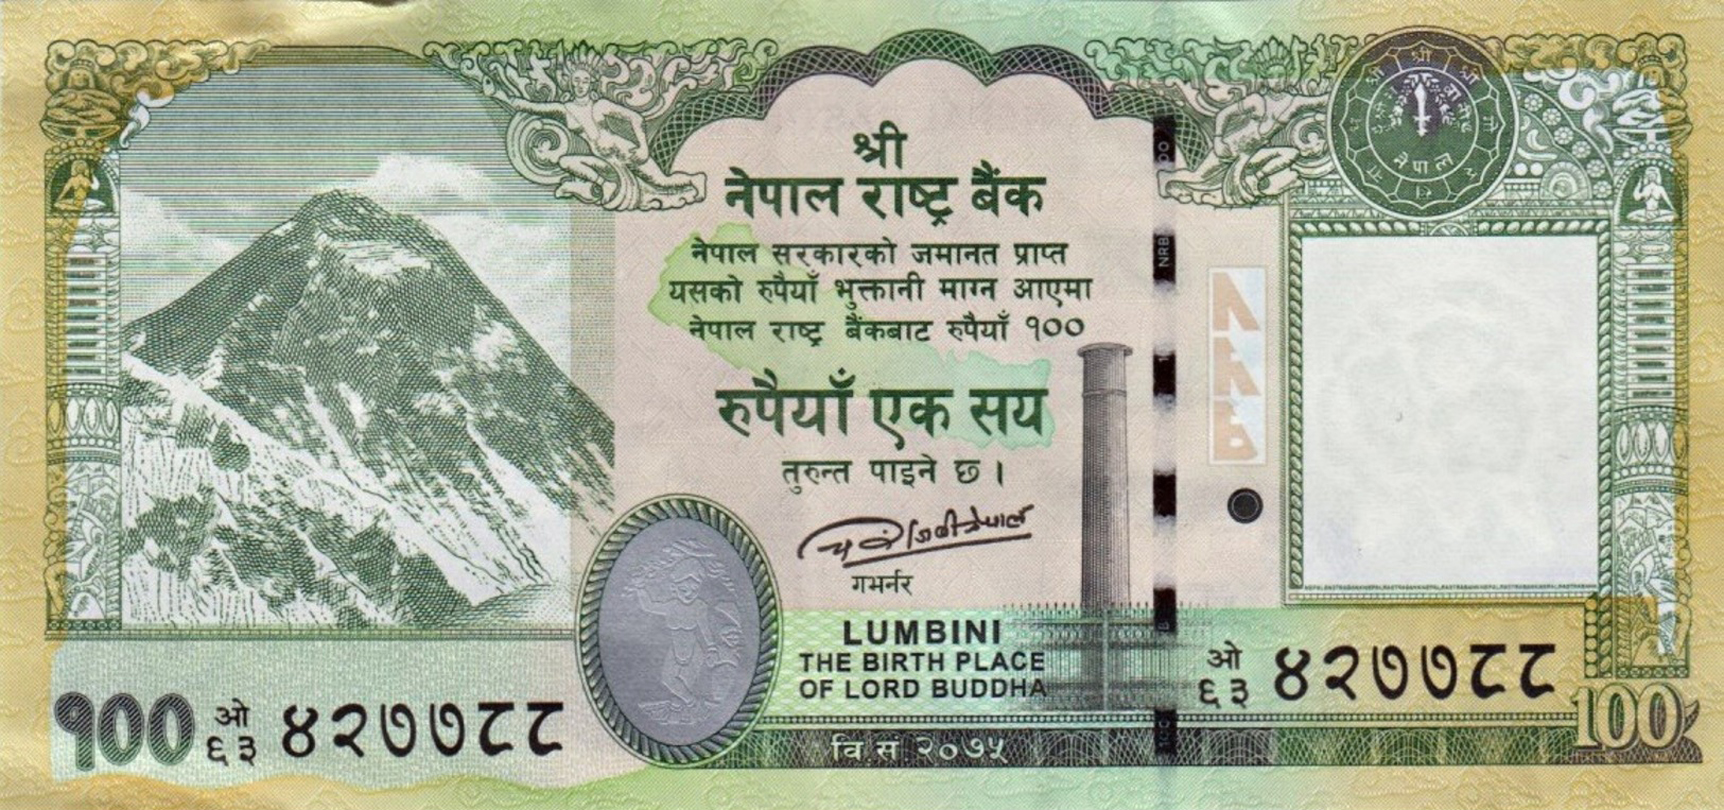 श्री
नेपाल राष्ट्र बैंक
नेपाल सरकारको जमानत प्राप्त
यसको रुपैयाँ भुक्तानी माग्न आएमा
नेपाल राष्ट्र बैंकबाट रुपैयाँ १००
रुपैयाँ एक सय
तुरुन्त पाइने छ ।
गभर्नर
LUMBINI
THE BIRTH PLACE
OF LORD BUDDHA
वि.सं. २०७५
१००
ओ
६३ ४२७७८८
ओ
६३ ४२७७८८
100
NRB
NRB
नेपाल